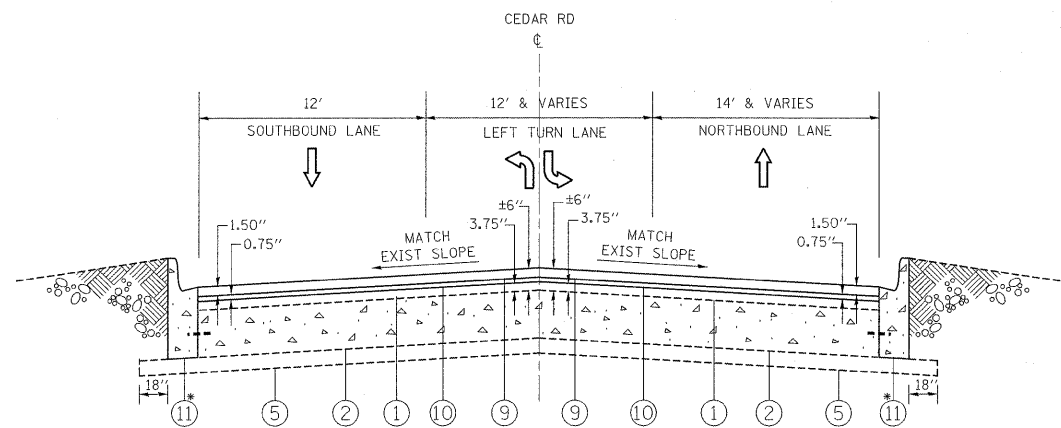 CEDAR RD
℄
12' 12' & VARIES 14' & VARIES
SOUTHBOUND LANE LEFT TURN LANE NORTHBOUND LANE
±6" ±6"
1.50" 3.75" 3.75" 1.50"
0.75" MATCH EXIST SLOPE MATCH EXIST SLOPE 0.75"
18" 18"
11* 5 2 1 10 9 9 10 1 2 5 *11